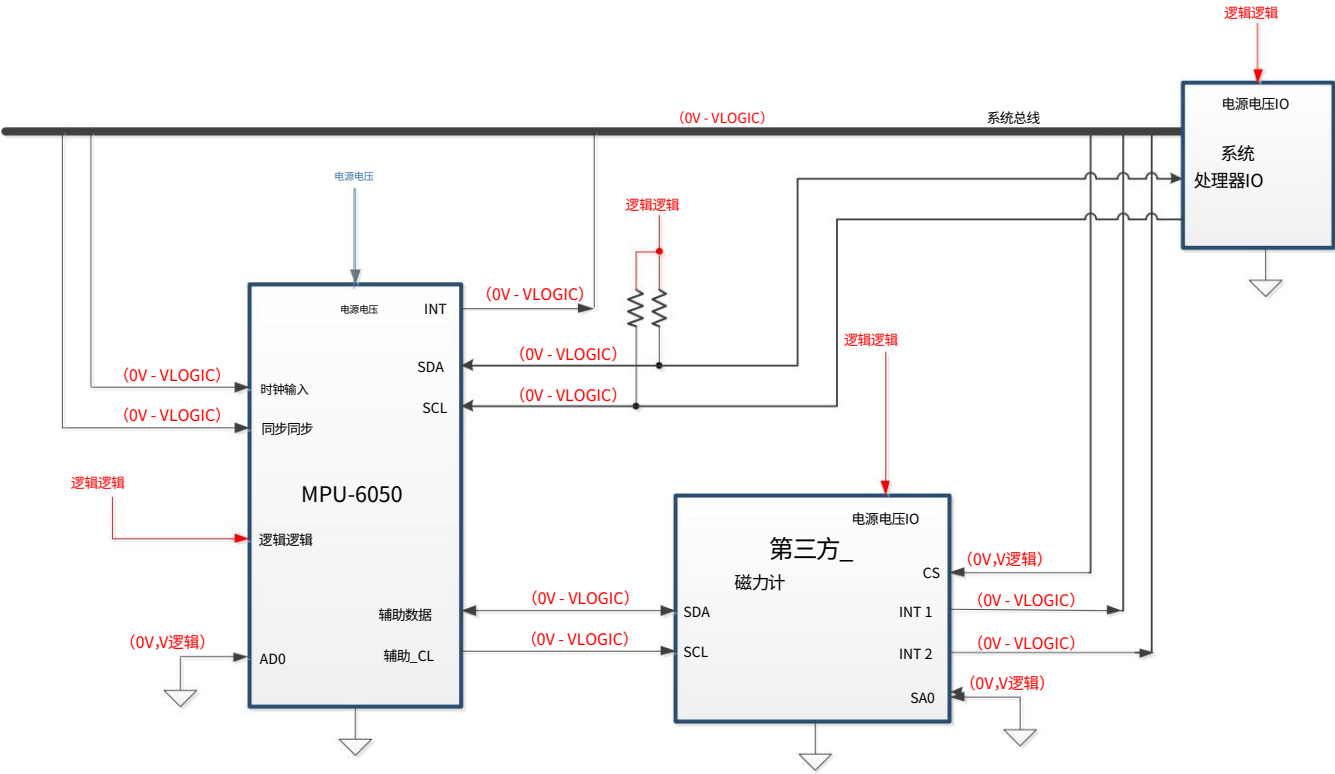 逻辑逻辑
电源电压IO
系统
处理器IO
（0V - VLOGIC）
系统总线
电源电压
逻辑逻辑
电源电压
INT
（0V - VLOGIC）
SDA
（0V - VLOGIC）
SCL
（0V - VLOGIC）
（0V - VLOGIC）
时钟输入
（0V - VLOGIC）
同步同步
逻辑逻辑
逻辑逻辑
MPU-6050
逻辑逻辑
辅助数据
辅助_CL
（0V,V逻辑）
AD0
电源电压IO
第三方_
磁力计
CS
（0V,V逻辑）
（0V - VLOGIC）
SDA
INT 1
（0V - VLOGIC）
（0V - VLOGIC）
SCL
INT 2
（0V - VLOGIC）
SA0
（0V,V逻辑）